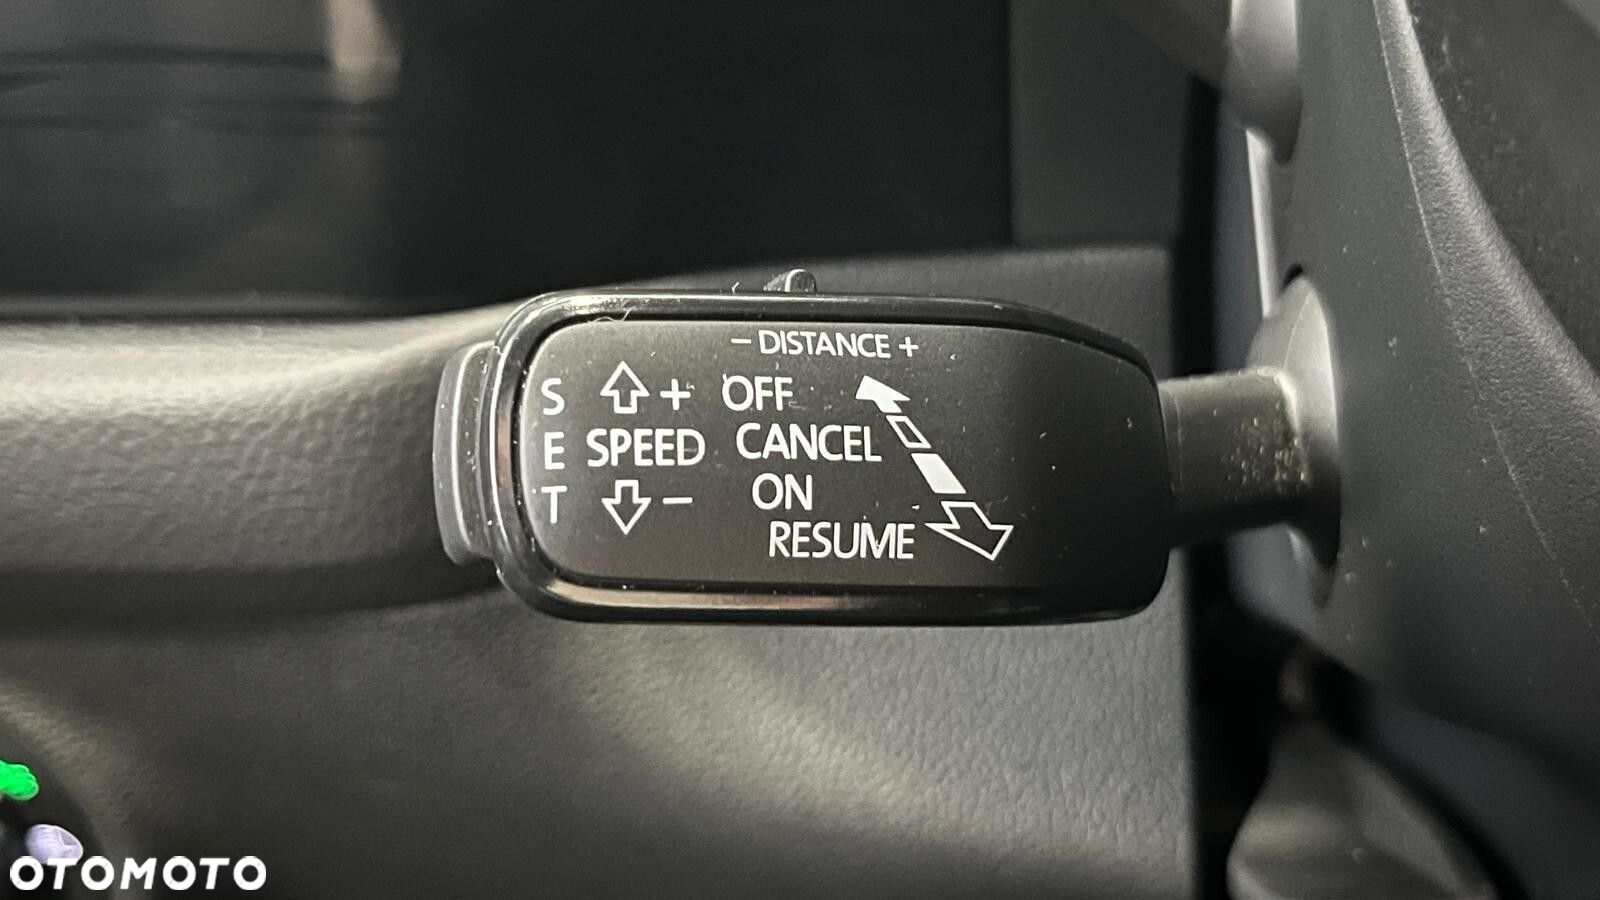 - DISTANCE +
S + OFF
E SPEED CANCEL
T - ON
RESUME
OTOMOTO